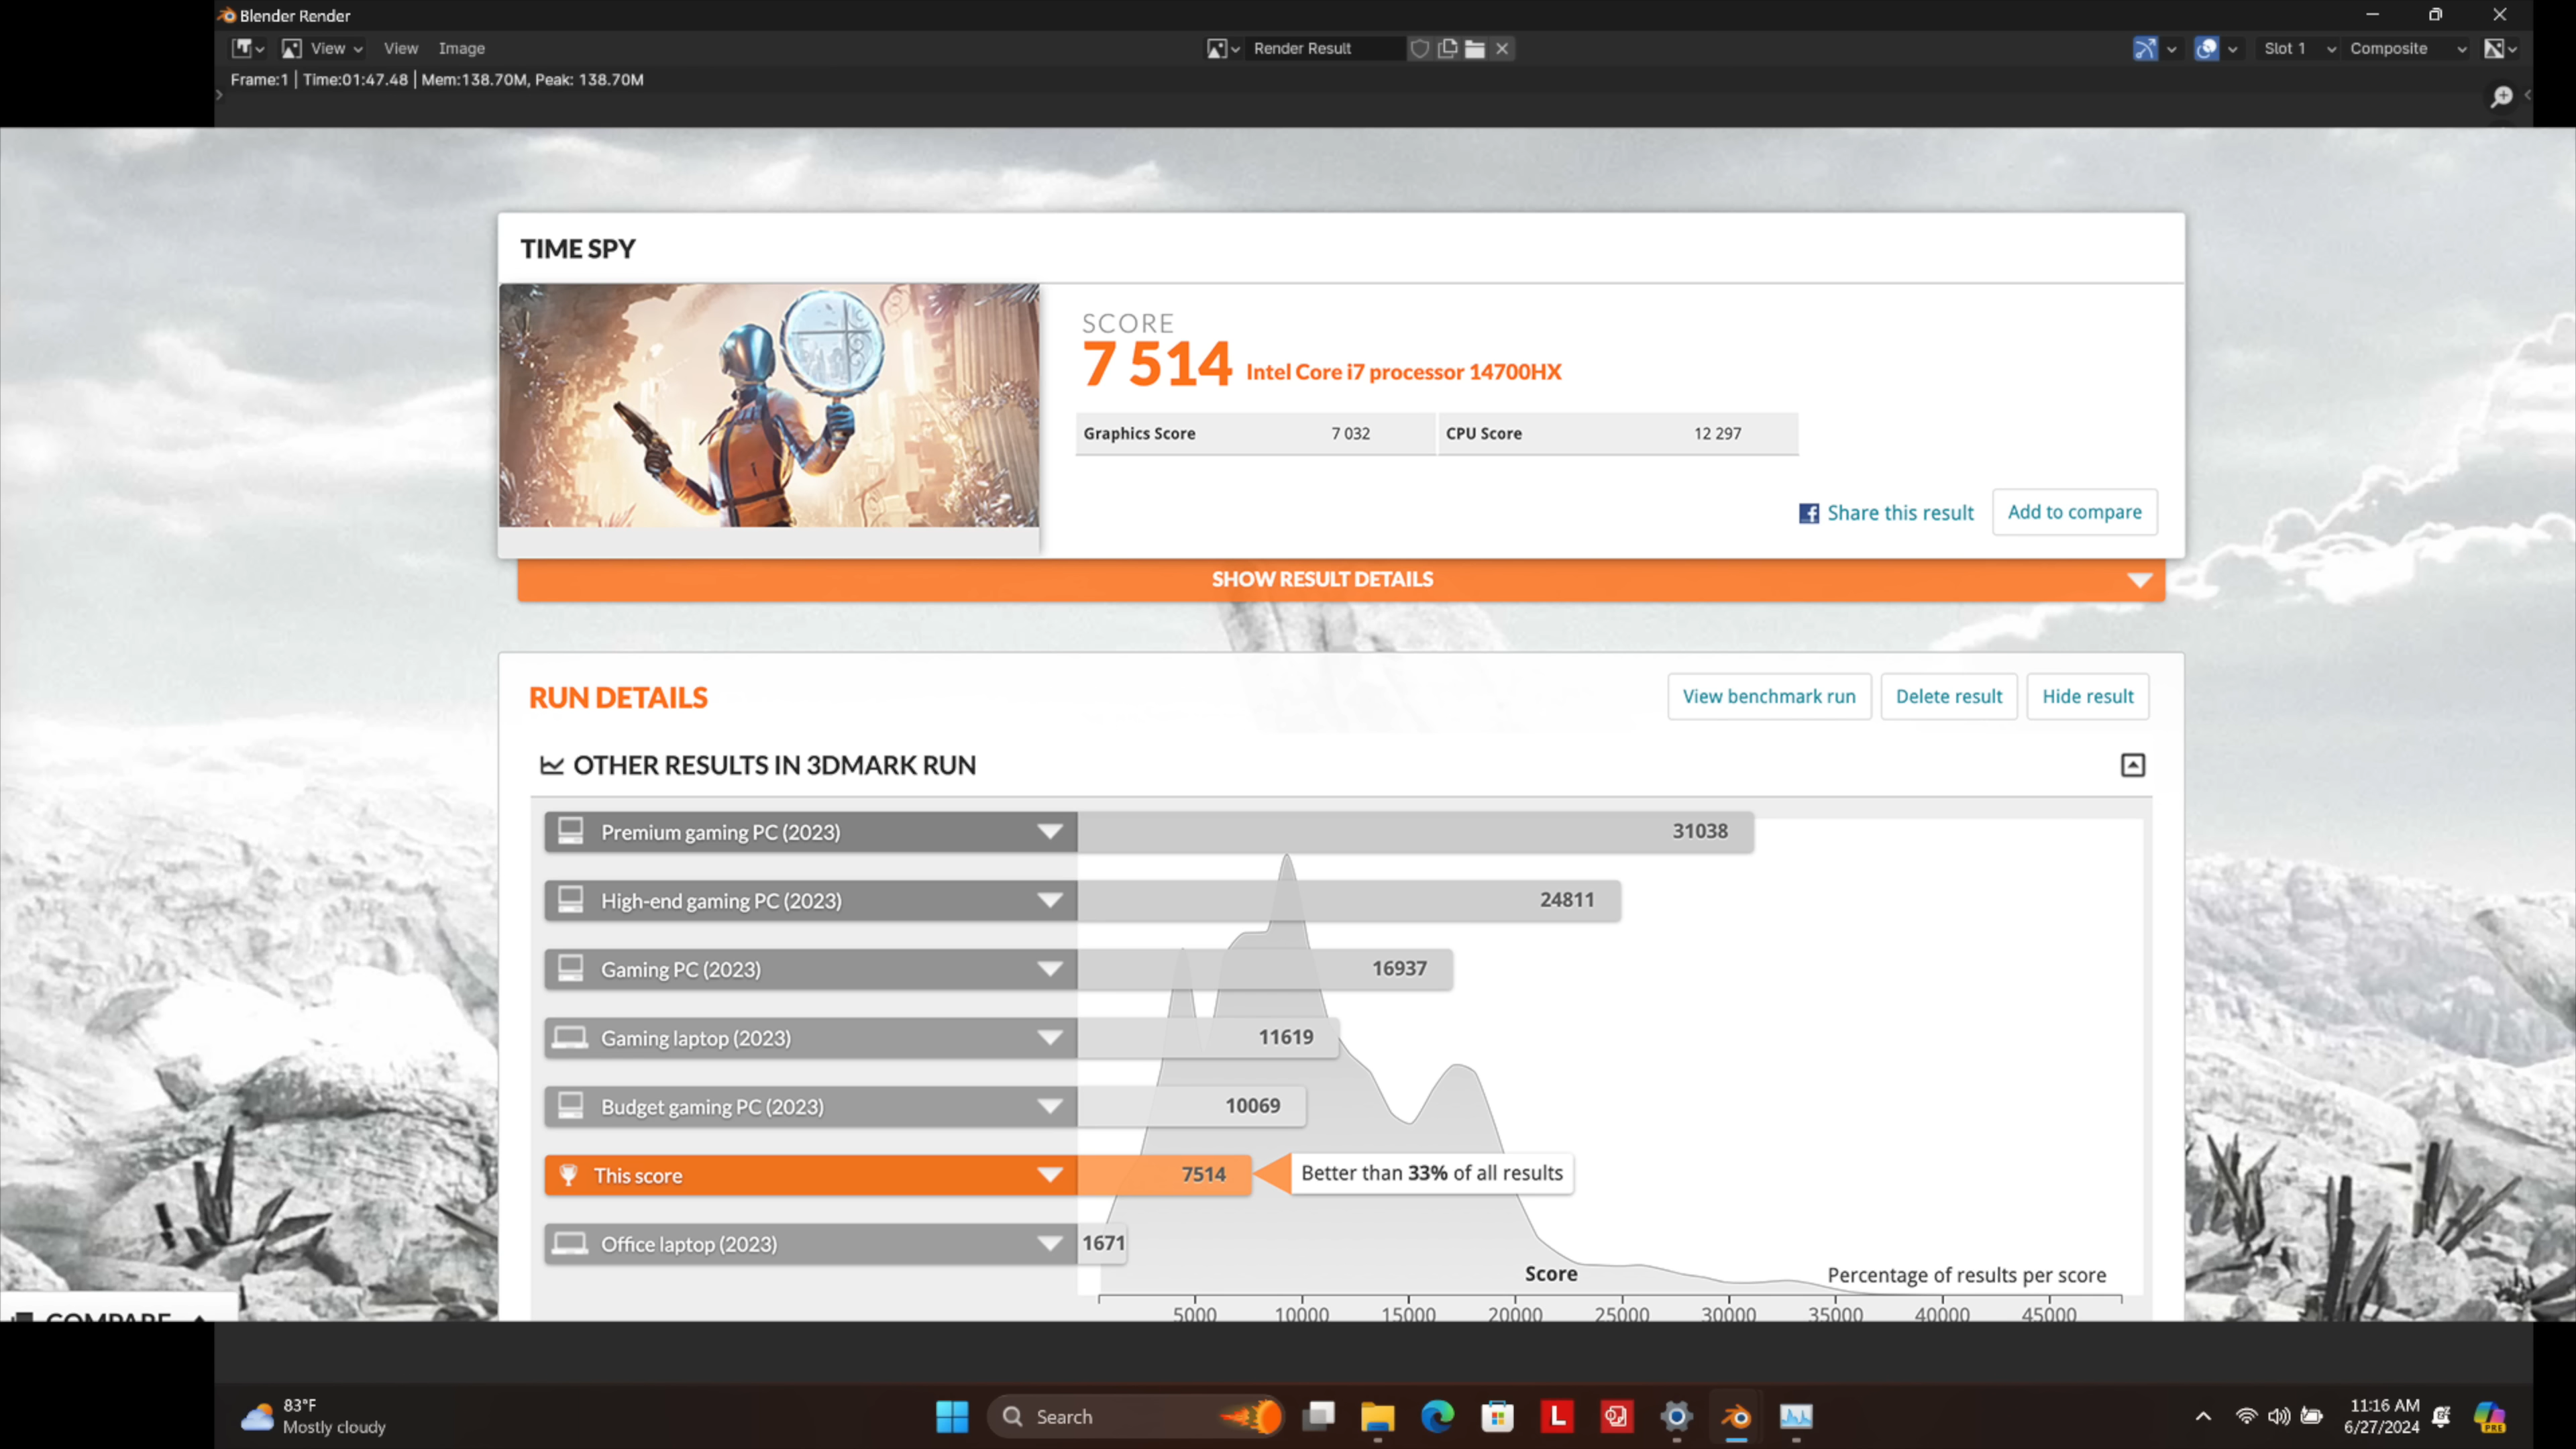 Blender Render
View View Image Render Result Slot 1 Composite
Frame:1 | Time:01:47.48 | Mem:138.70M, Peak: 138.70M
TIME SPY
SCORE
7 514 Intel Core i7 processor 14700HX
Graphics Score 7 032 CPU Score 12 297
Share this result Add to compare
SHOW RESULT DETAILS
RUN DETAILS View benchmark run Delete result Hide result
OTHER RESULTS IN 3DMARK RUN
Premium gaming PC (2023) 31038
High-end gaming PC (2023) 24811
Gaming PC (2023) 16937
Gaming laptop (2023) 11619
Budget gaming PC (2023) 10069
This score 7514 Better than 33% of all results
Office laptop (2023) 1671
Score Percentage of results per score
5000 10000 15000 20000 25000 30000 35000 40000 45000
COMPARE
83°F
Mostly cloudy
Search
L
11:16 AM
6/27/2024
PRE